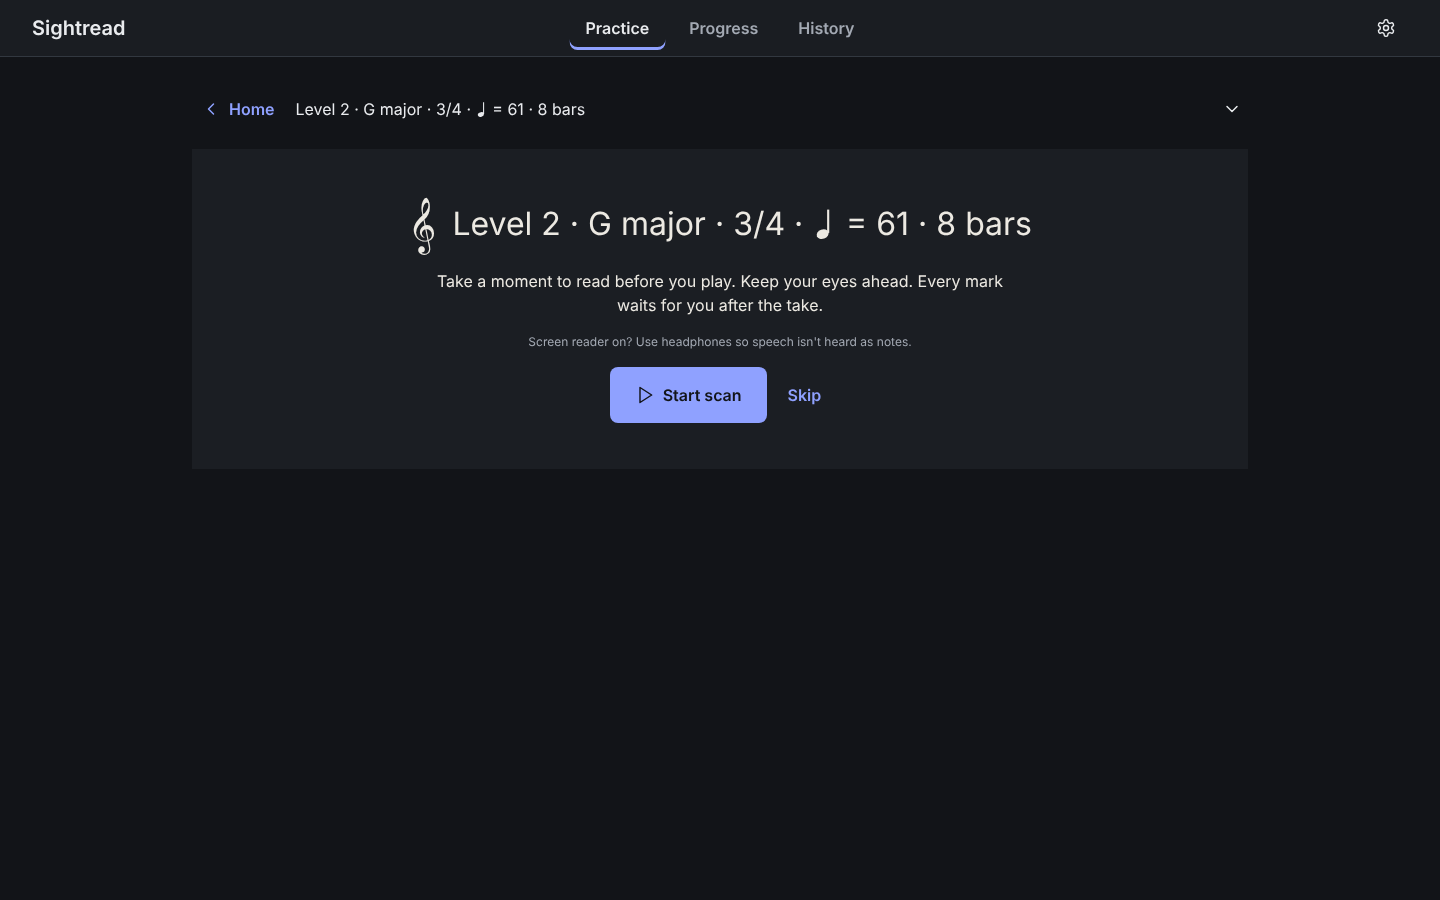 Sightread
Practice
Progress
History
Home
Level 2 · G major · 3/4 · ♩ = 61 · 8 bars
Level 2 · G major · 3/4 · ♩ = 61 · 8 bars
Take a moment to read before you play. Keep your eyes ahead. Every mark
waits for you after the take.
Screen reader on? Use headphones so speech isn't heard as notes.
Start scan
Skip